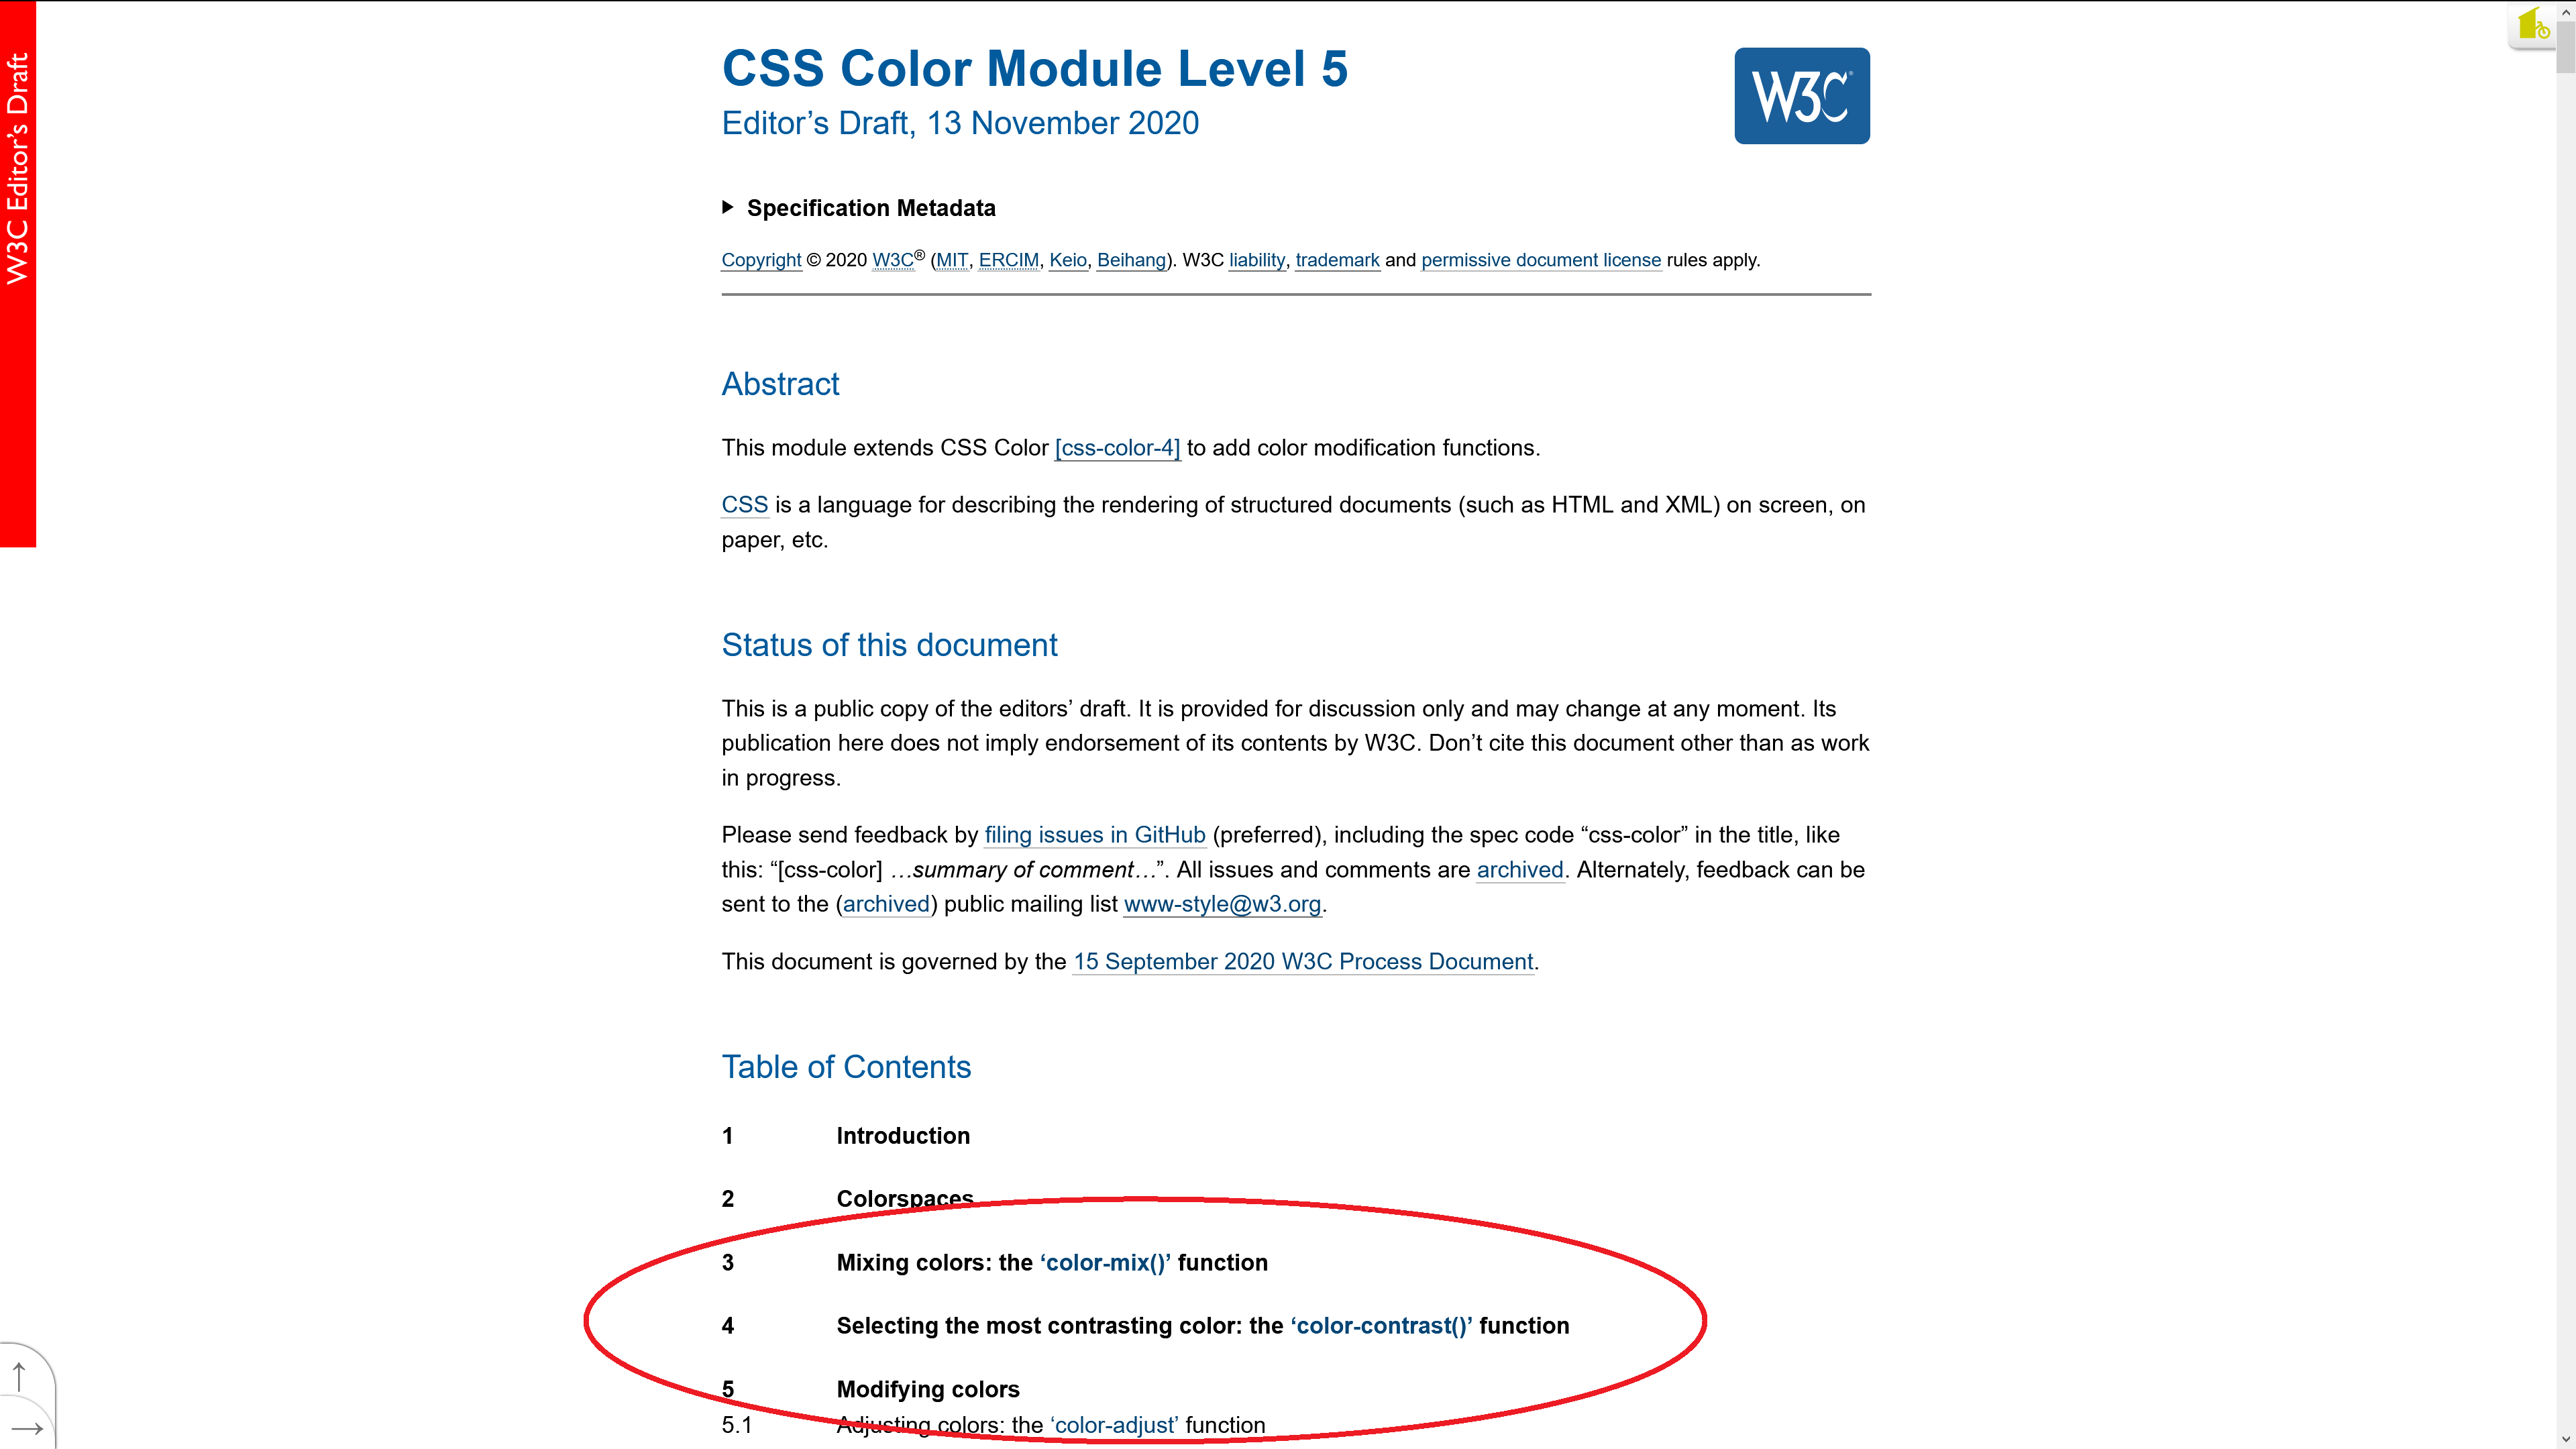 W3C Editor’s Draft
CSS Color Module Level 5
W3C®
Editor’s Draft, 13 November 2020
Specification Metadata
Copyright © 2020 W3C® (MIT, ERCIM, Keio, Beihang). W3C liability, trademark and permissive document license rules apply.
Abstract
This module extends CSS Color [css-color-4] to add color modification functions.
CSS is a language for describing the rendering of structured documents (such as HTML and XML) on screen, on
paper, etc.
Status of this document
This is a public copy of the editors’ draft. It is provided for discussion only and may change at any moment. Its
publication here does not imply endorsement of its contents by W3C. Don’t cite this document other than as work
in progress.
Please send feedback by filing issues in GitHub (preferred), including the spec code “css-color” in the title, like
this: “[css-color] …summary of comment…”. All issues and comments are archived. Alternately, feedback can be
sent to the (archived) public mailing list www-style@w3.org.
This document is governed by the 15 September 2020 W3C Process Document.
Table of Contents
1 Introduction
2 Colorspaces
3 Mixing colors: the ‘color-mix()’ function
4 Selecting the most contrasting color: the ‘color-contrast()’ function
5 Modifying colors
5.1 Adjusting colors: the ‘color-adjust’ function
↑
→